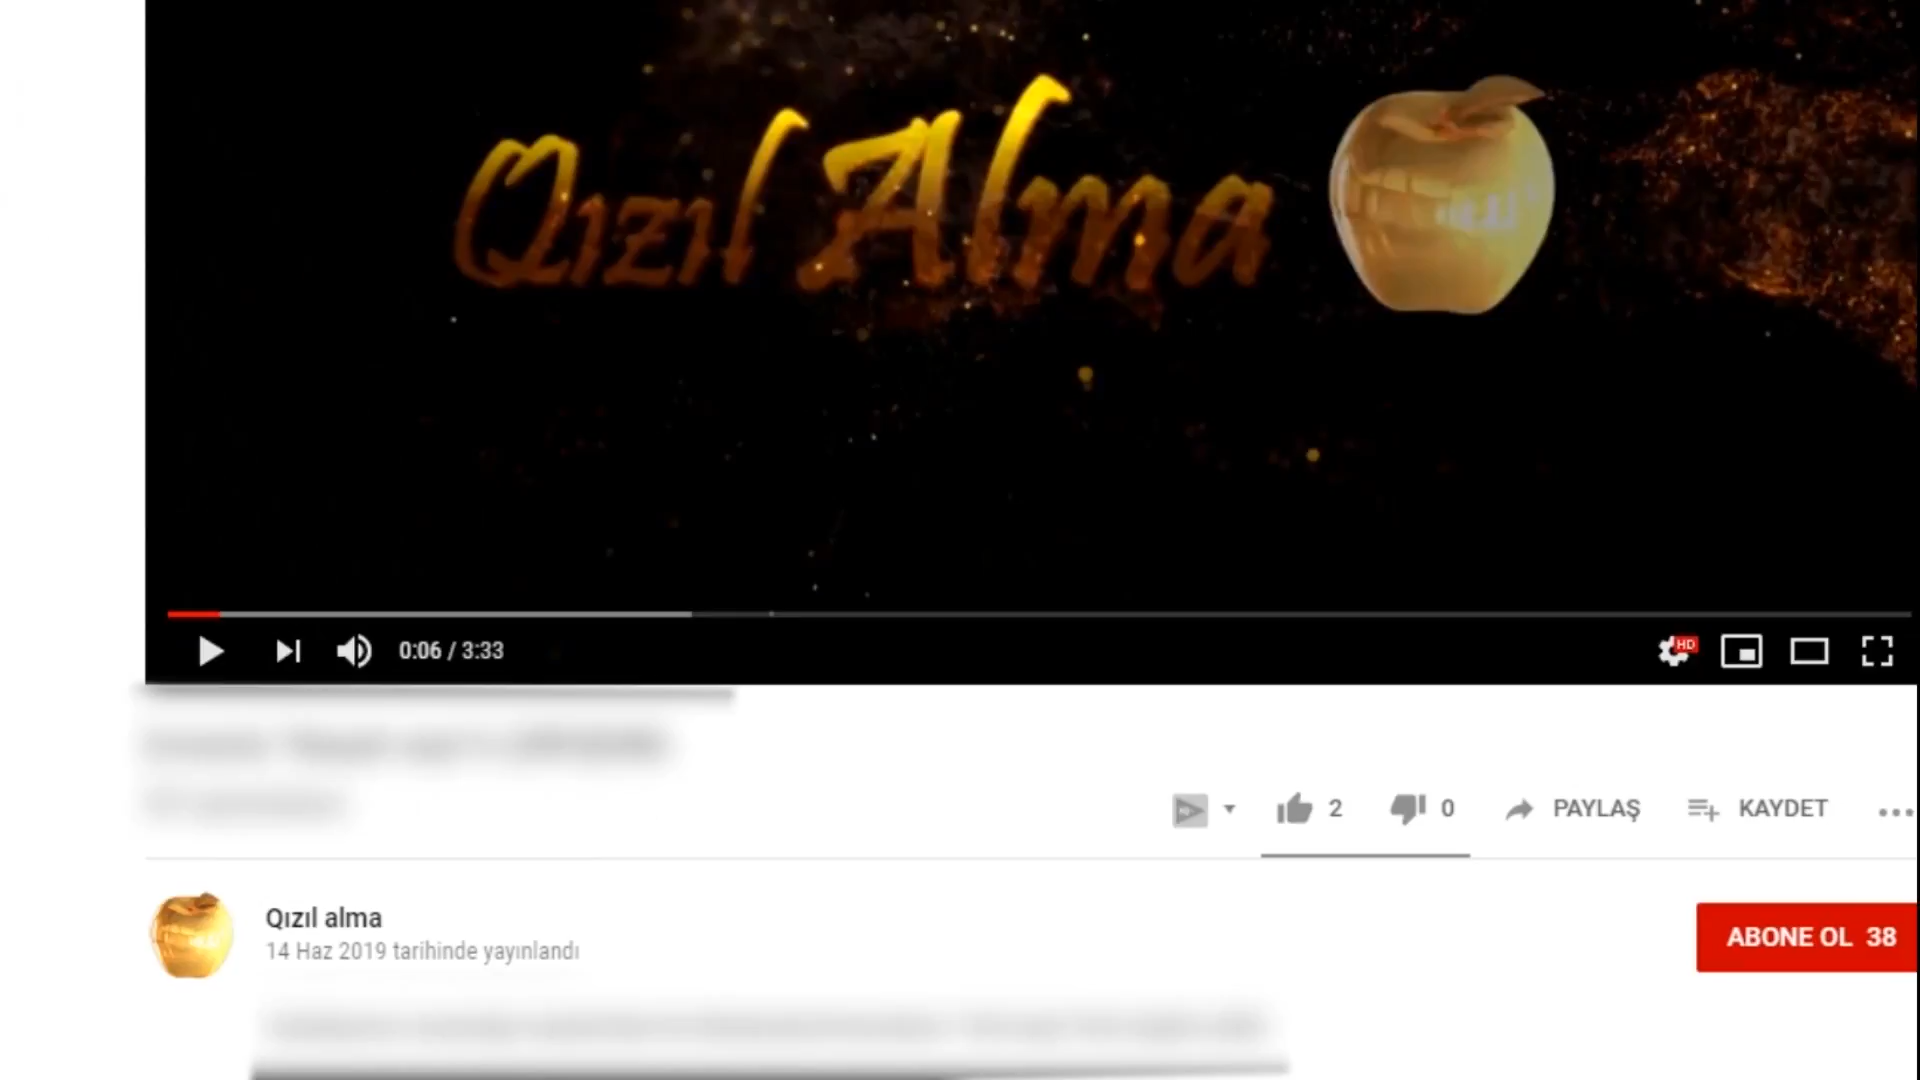 Qızıl Alma
0:06 / 3:33
HD
2
0
PAYLAŞ
KAYDET
Qızıl alma
14 Haz 2019 tarihinde yayınlandı
ABONE OL 38